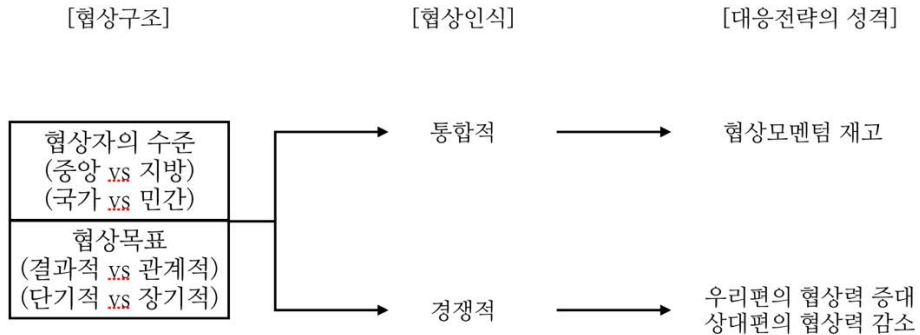 [협상구조] [협상인식] [대응전략의 성격]
협상자의 수준
(중앙 vs 지방)
(국가 vs 민간)
협상목표
(결과적 vs 관계적)
(단기적 vs 장기적)
통합적
협상모멘텀 재고
경쟁적
우리편의 협상력 증대
상대편의 협상력 감소